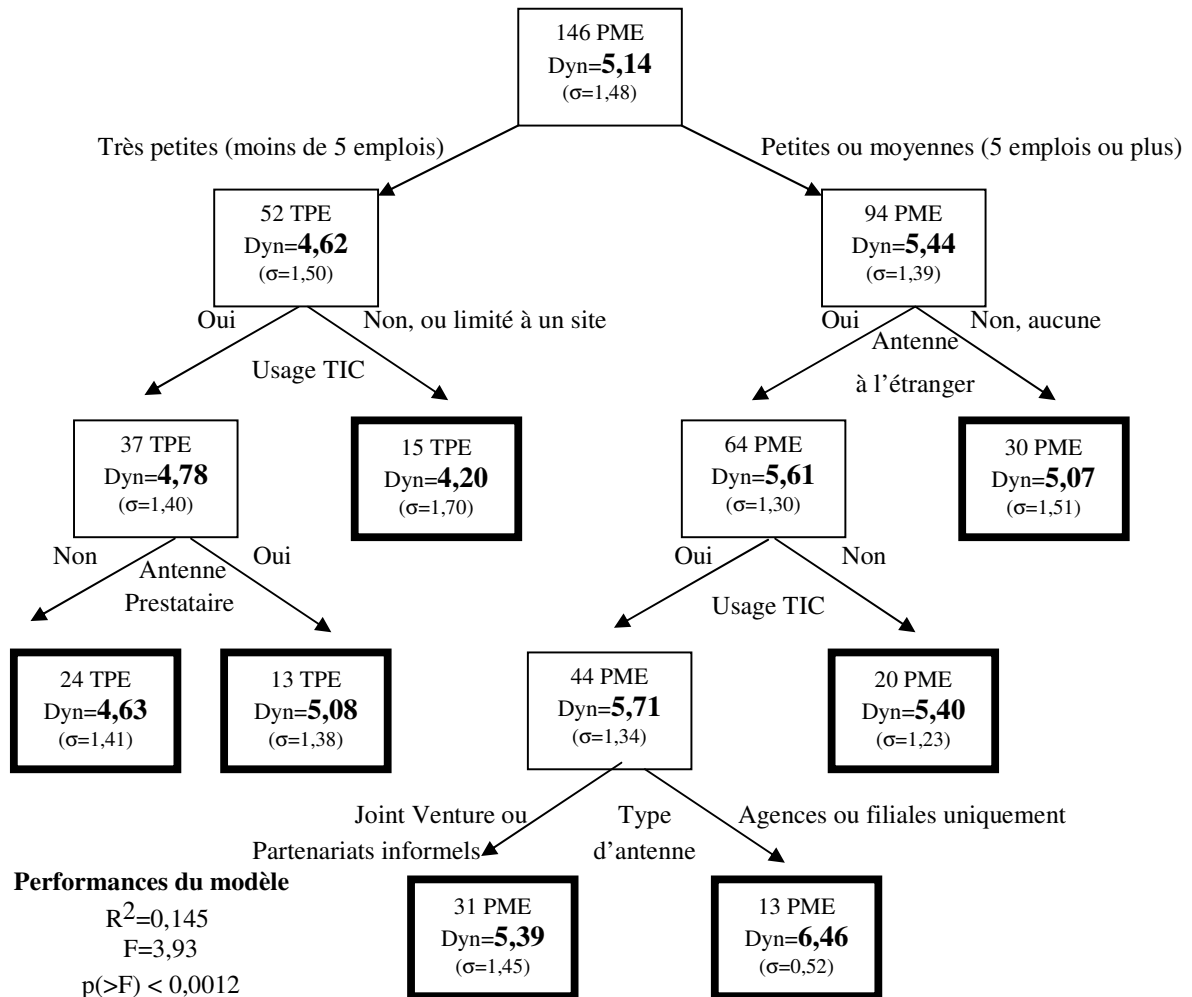 146 PME
Dyn=5,14
(σ=1,48)
Très petites (moins de 5 emplois)
Petites ou moyennes (5 emplois ou plus)
52 TPE
Dyn=4,62
(σ=1,50)
94 PME
Dyn=5,44
(σ=1,39)
Oui
Non, ou limité à un site
Usage TIC
Oui
Non, aucune
Antenne
à l'étranger
37 TPE
Dyn=4,78
(σ=1,40)
15 TPE
Dyn=4,20
(σ=1,70)
64 PME
Dyn=5,61
(σ=1,30)
30 PME
Dyn=5,07
(σ=1,51)
Non
Oui
Antenne
Prestataire
Oui
Non
Usage TIC
24 TPE
Dyn=4,63
(σ=1,41)
13 TPE
Dyn=5,08
(σ=1,38)
44 PME
Dyn=5,71
(σ=1,34)
20 PME
Dyn=5,40
(σ=1,23)
Joint Venture ou
Partenariats informels
Type
d'antenne
Agences ou filiales uniquement
31 PME
Dyn=5,39
(σ=1,45)
13 PME
Dyn=6,46
(σ=0,52)
Performances du modèle
R²=0,145
F=3,93
p(>F) < 0,0012